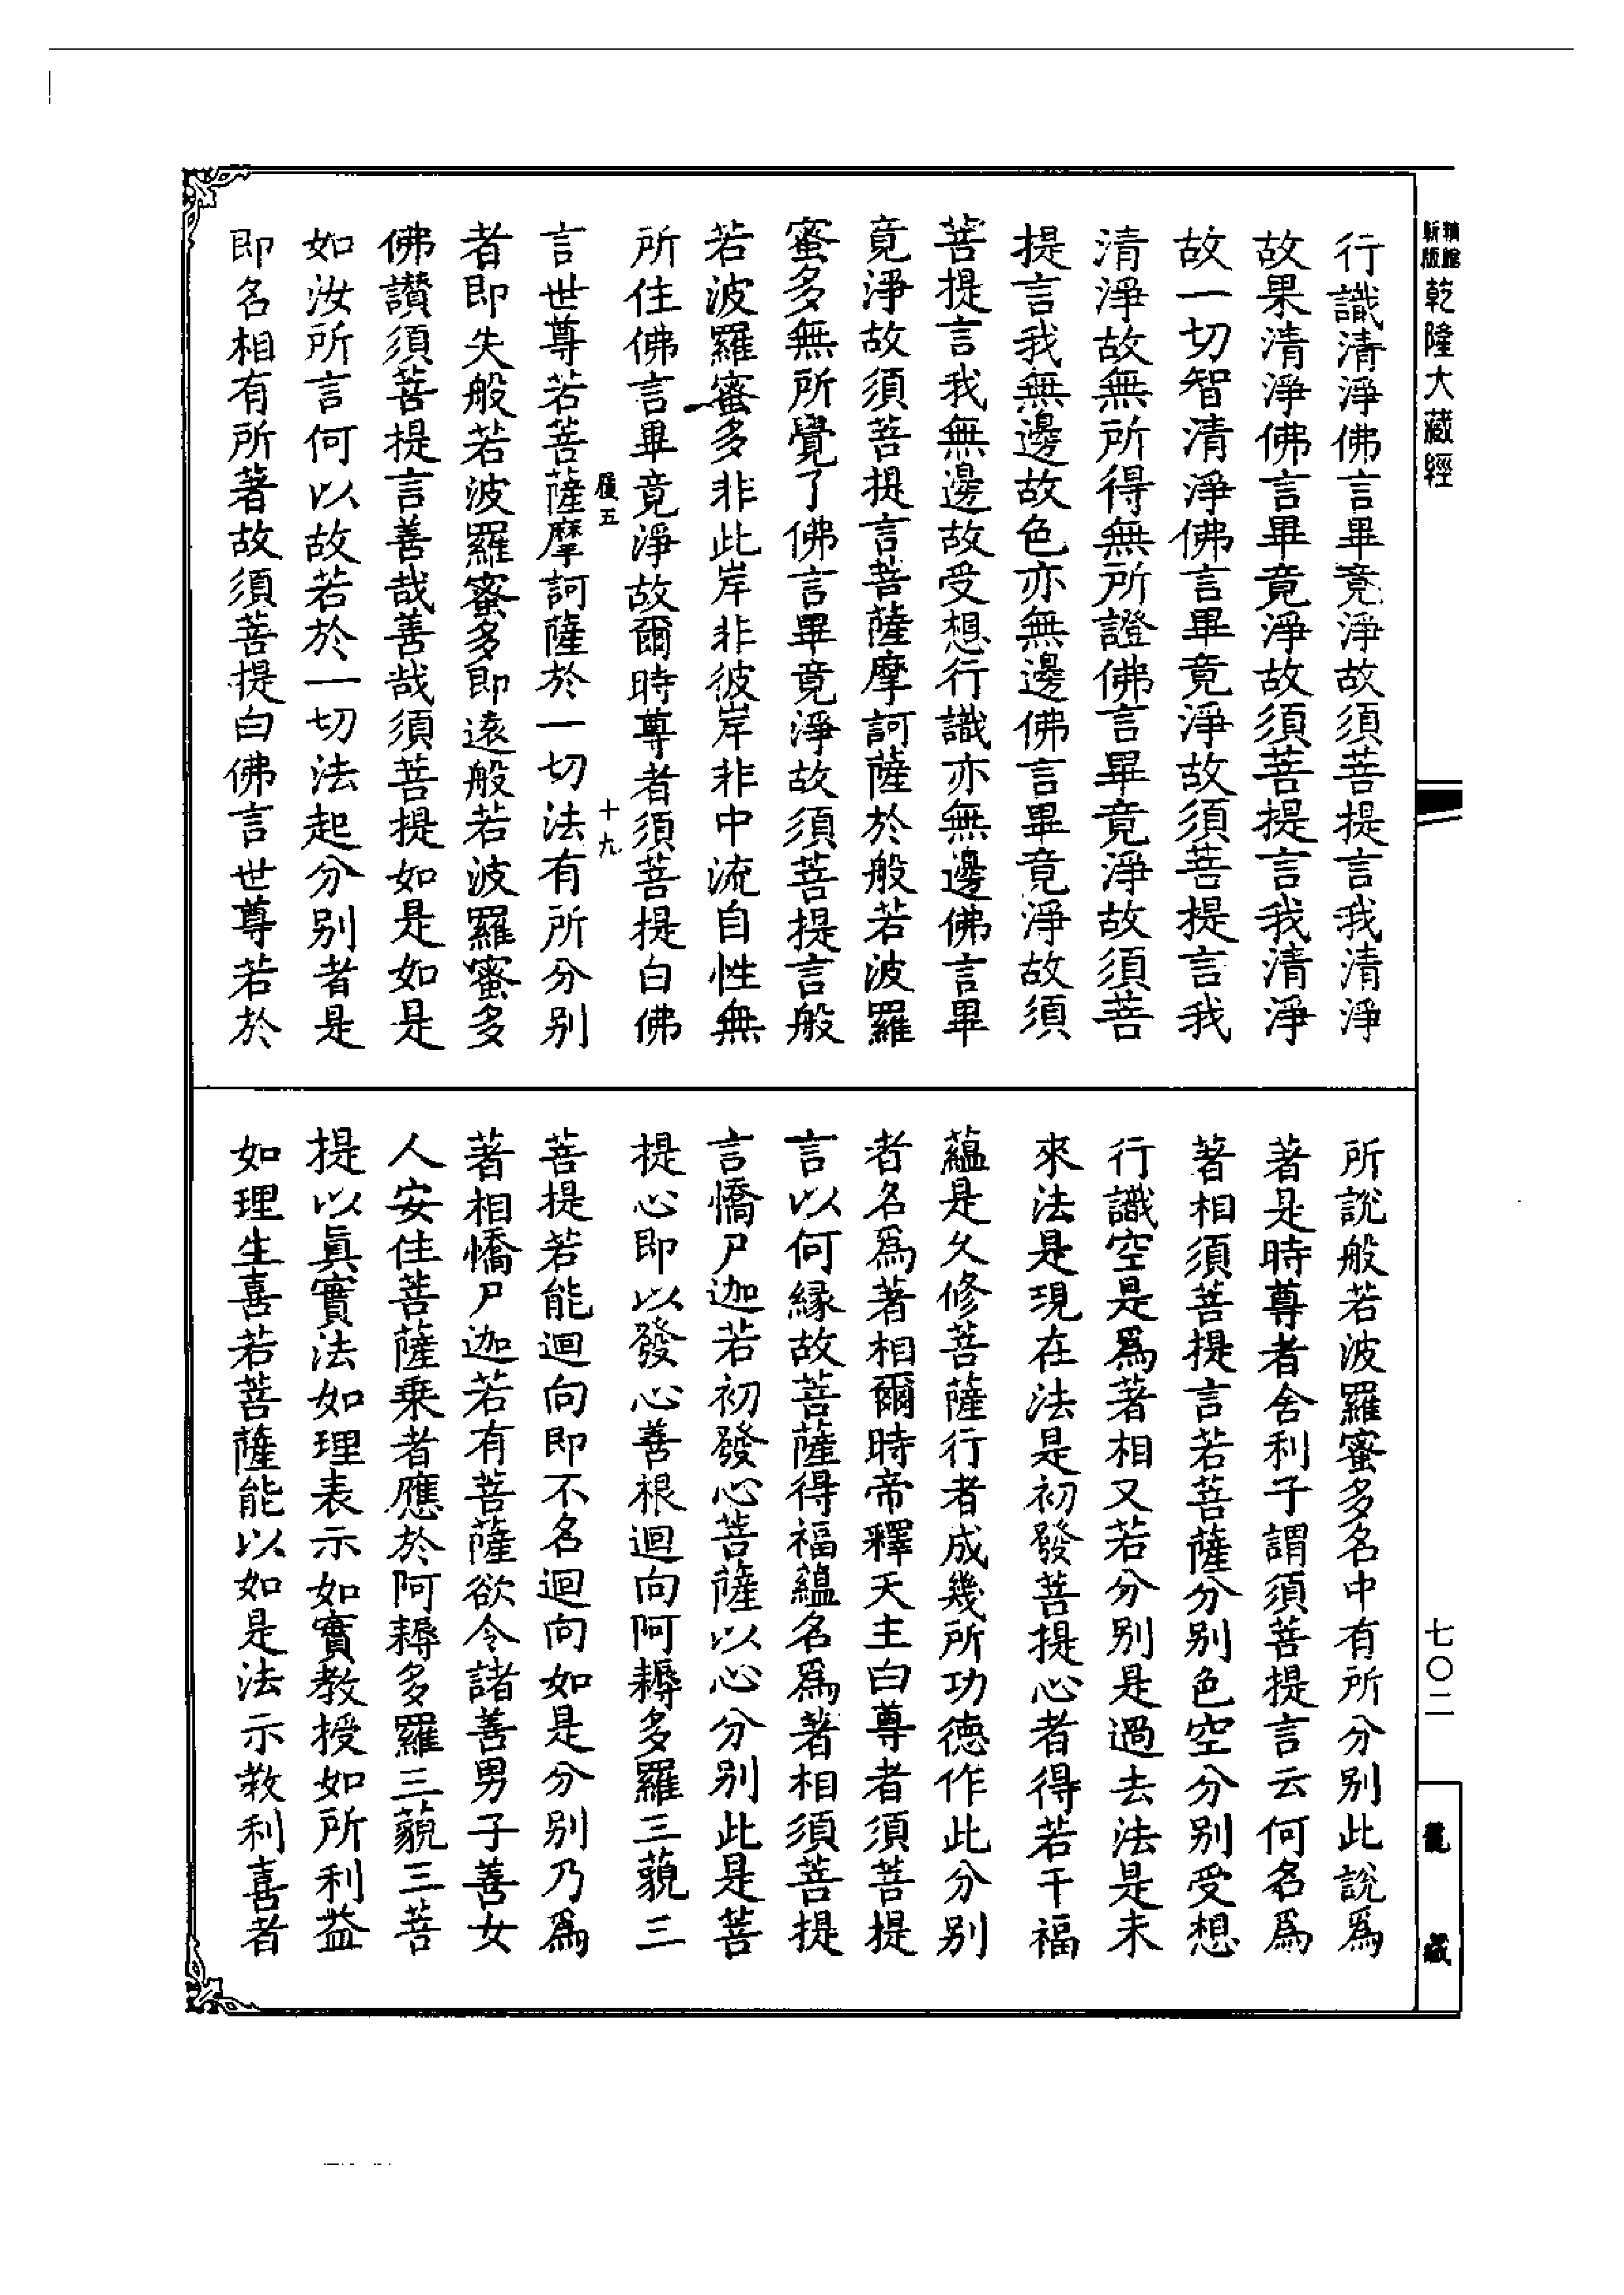 乾隆大藏經
行識清淨佛言畢竟淨故須菩提言我清淨
故果清淨佛言畢竟淨故須菩提言我清淨
故一切智清淨佛言畢竟淨故須菩提言我
清淨故無所得無所證佛言畢竟淨故須菩
提言我無邊故色亦無邊佛言畢竟淨故須
菩提言我無邊故受想行識亦無邊佛言畢
竟淨故須菩提言菩薩摩訶薩於般若波羅
蜜多無所覺了佛言畢竟淨故須菩提言般
若波羅蜜多非此岸非彼岸非中流自性無
所住佛言畢竟淨故爾時尊者須菩提白佛
五 十九
言世尊若菩薩摩訶薩於一切法有所分別
者即失般若波羅蜜多即遠般若波羅蜜多
佛讚須菩提言善哉善哉須菩提如是如是
如汝所言何以故若於一切法起分別者是
即名相有所著故須菩提白佛言世尊若於
所說般若波羅蜜多名中有所分別此說爲
著是時尊者舍利子謂須菩提言云何名爲
著相須菩提言若菩薩分別色空分別受想
行識空是爲著相又若分別是過去法是未
來法是現在法是初發菩提心者得若干福
蘊是久修菩薩行者成幾所功德作此分別
者名爲著相爾時帝釋天主白尊者須菩提
言以何緣故菩薩得福蘊名爲著相須菩提
言憍尸迦若初發心菩薩以心分別此是菩
提心即以發心善根迴向阿耨多羅三藐三
菩提若能迴向即不名迴向如是分別乃爲
著相憍尸迦若有菩薩欲令諸善男子善女
人安住菩薩乘者應於阿耨多羅三藐三菩
提以眞實法如理表示如實教授如所利益
如理生喜若菩薩能以如是法示教利喜者
七〇二
龍藏